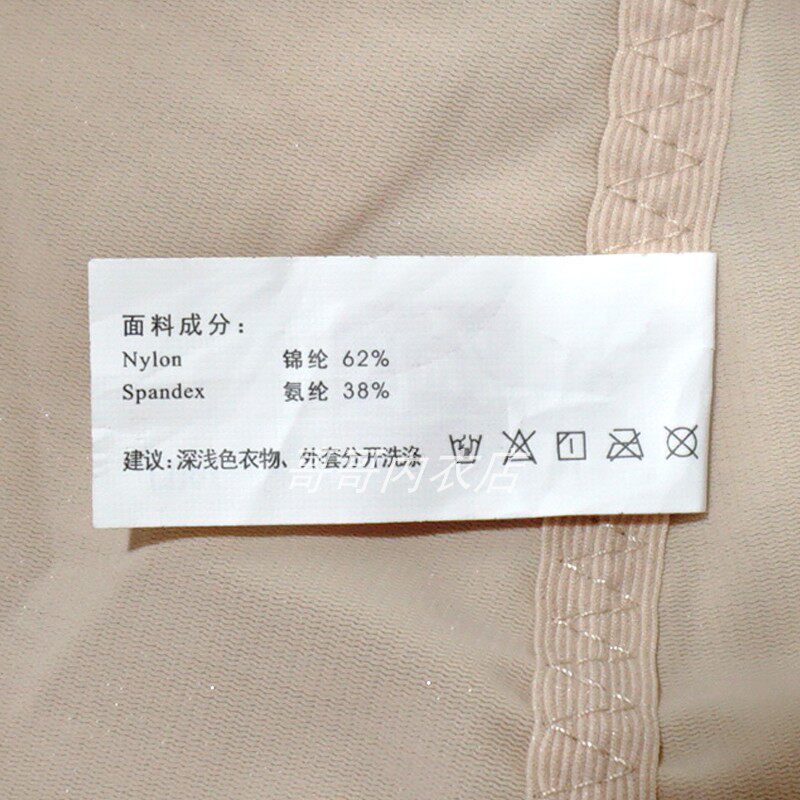 面料成分：
Nylon 锦纶 62%
Spandex 氨纶 38%
建议：深浅色衣物、外套分开洗涤
哥哥内衣店